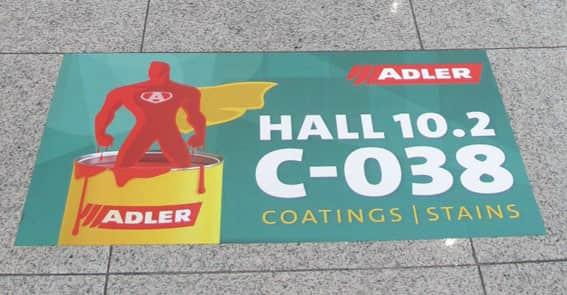 ADLER
HALL 10.2
C-038
COATINGS | STAINS
A
ADLER